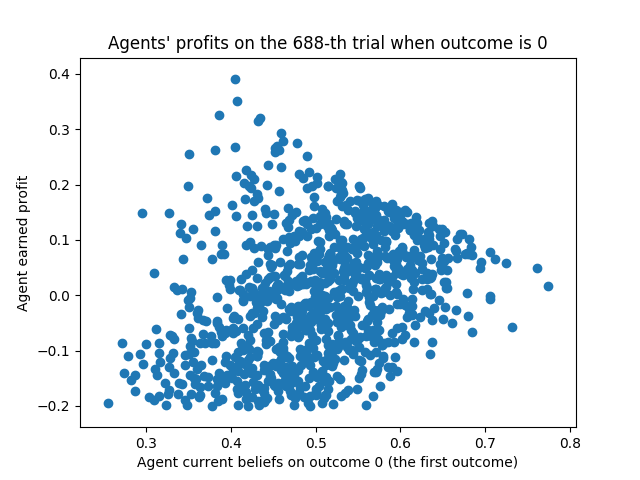 Agents' profits on the 688-th trial when outcome is 0
Agent earned profit
0.4
0.3
0.2
0.1
0.0
−0.1
−0.2
0.3 0.4 0.5 0.6 0.7 0.8
Agent current beliefs on outcome 0 (the first outcome)